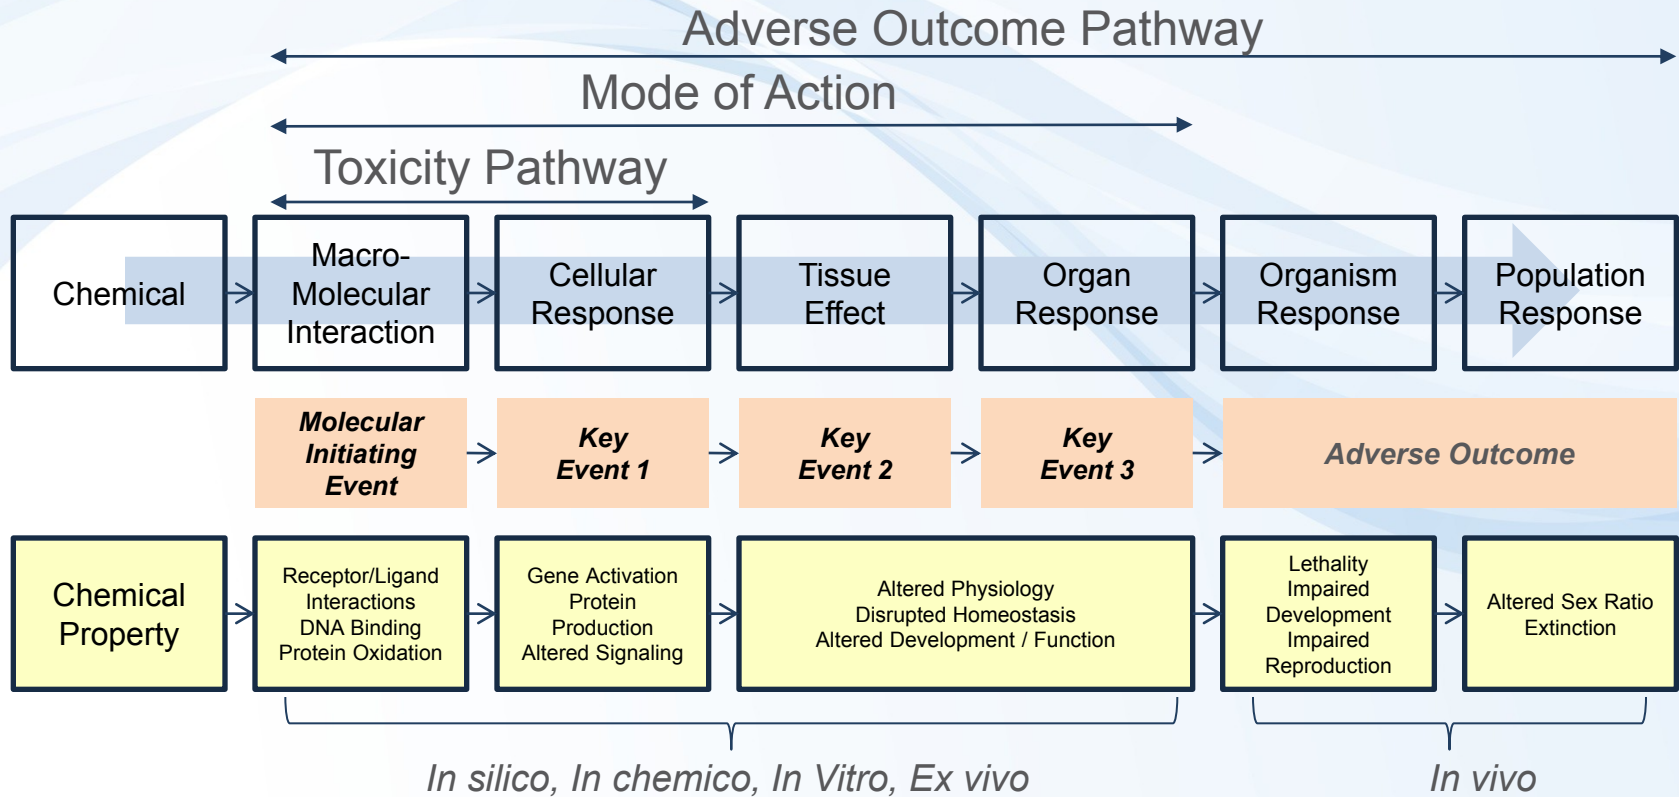 Adverse Outcome Pathway
Mode of Action
Toxicity Pathway
Chemical
Macro-
Molecular
Interaction
Cellular
Response
Tissue
Effect
Organ
Response
Organism
Response
Population
Response
Molecular
Initiating
Event
Key
Event 1
Key
Event 2
Key
Event 3
Adverse Outcome
Chemical
Property
Receptor/Ligand
Interactions
DNA Binding
Protein Oxidation
Gene Activation
Protein
Production
Altered Signaling
Altered Physiology
Disrupted Homeostasis
Altered Development / Function
Lethality
Impaired
Development
Impaired
Reproduction
Altered Sex Ratio
Extinction
In silico, In chemico, In Vitro, Ex vivo
In vivo